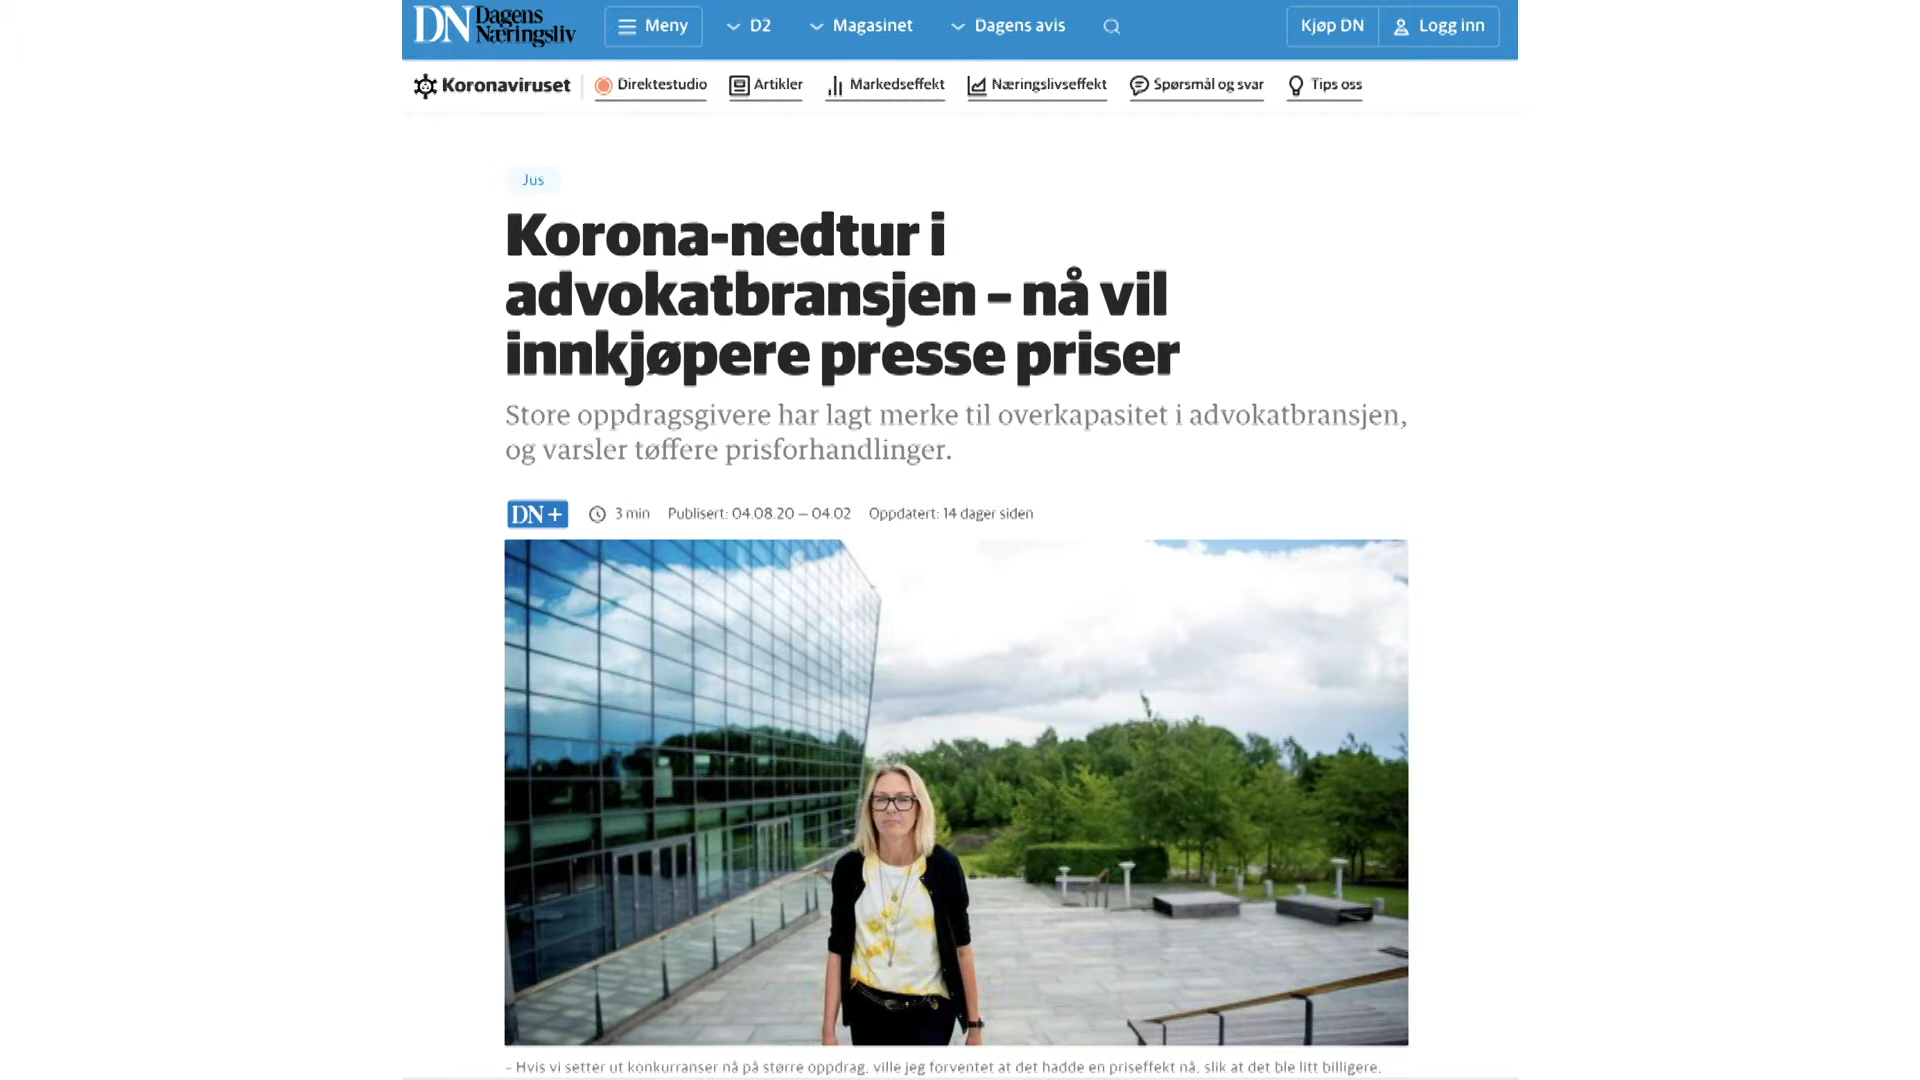 DN Dagens Næringsliv
Meny
D2
Magasinet
Dagens avis
Kjøp DN
Logg inn
Koronaviruset
Direktestudio
Artikler
Markedseffekt
Næringslivseffekt
Spørsmål og svar
Tips oss
Jus
Korona-nedtur i
advokatbransjen – nå vil
innkjøpere presse priser
Store oppdragsgivere har lagt merke til overkapasitet i advokatbransjen,
og varsler tøffere prisforhandlinger.
DN+ 3 min Publisert: 04.08.20 – 04.02 Oppdatert: 14 dager siden
– Hvis vi setter ut konkurranser nå på større oppdrag, ville jeg forventet at det hadde en priseffekt nå, slik at det ble litt billigere.